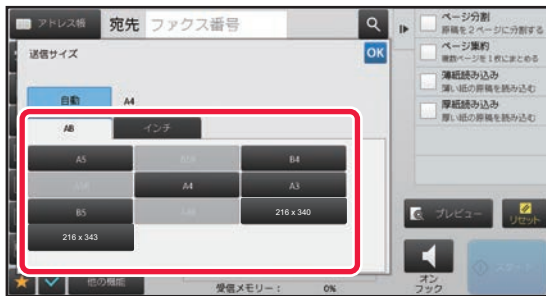 アドレス帳 宛先 ファクス番号
送信サイズ OK
自動 A4
AB インチ
A5 B4
A4 A3
B5 216 x 340
216 x 343
他の機能 受信メモリー： 0%
ページ分割
原稿を2ページに分割する
ページ集約
複数ページを1枚にまとめる
薄紙読み込み
薄い紙の原稿を読み込む
厚紙読み込み
厚い紙の原稿を読み込む
プレビュー リセット
オン
フック
スタート